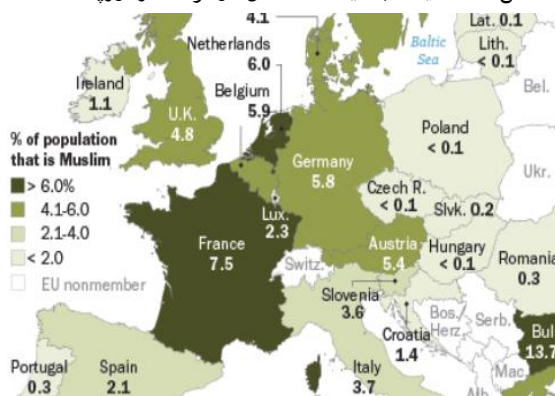 4.1
Lat. 0.1
Netherlands
Baltic
Sea
Lith.
< 0.1
6.0
Ireland
1.1
Belgium
5.9
Bel.
U.K.
4.8
Poland
< 0.1
% of population
that is Muslim
Germany
5.8
> 6.0%
4.1-6.0
2.1-4.0
< 2.0
EU nonmember
Ukr.
Czech R.
< 0.1
Slvk. 0.2
Lux.
2.3
France
7.5
Austria
5.4
Hungary
< 0.1
Switz.
Romania
0.3
Slovenia
3.6
Bos./
Herz.
Serb.
Croatia
1.4
Bul
13.7
Portugal
0.3
Spain
2.1
Italy
3.7
Mac.
Alb.